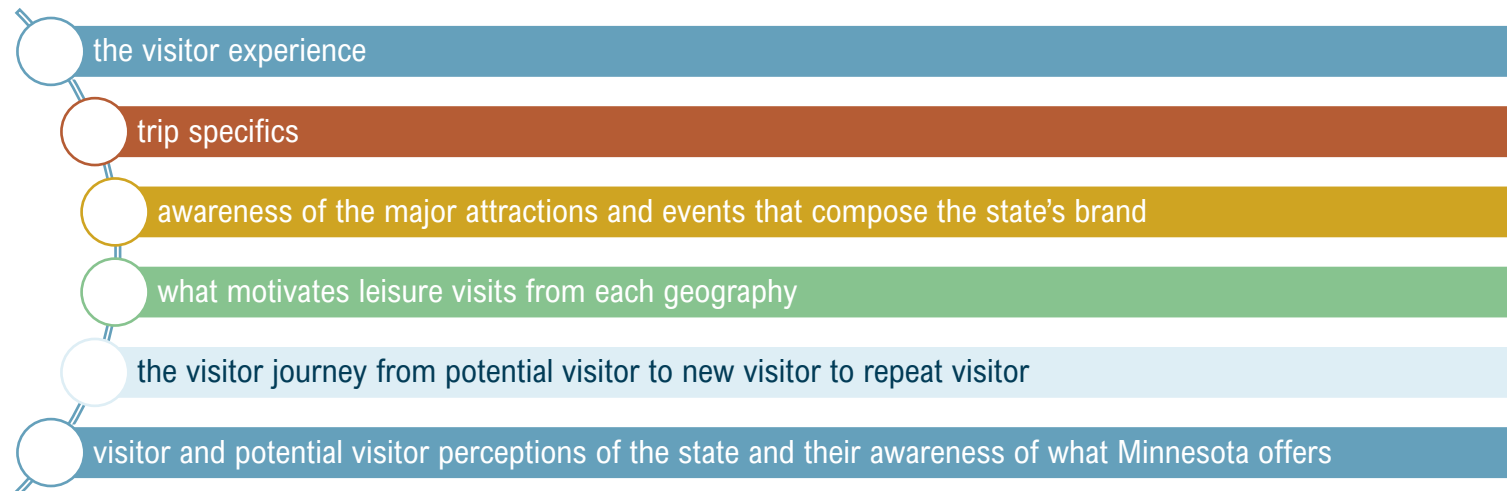 the visitor experience
trip specifics
awareness of the major attractions and events that compose the state’s brand
what motivates leisure visits from each geography
the visitor journey from potential visitor to new visitor to repeat visitor
visitor and potential visitor perceptions of the state and their awareness of what Minnesota offers